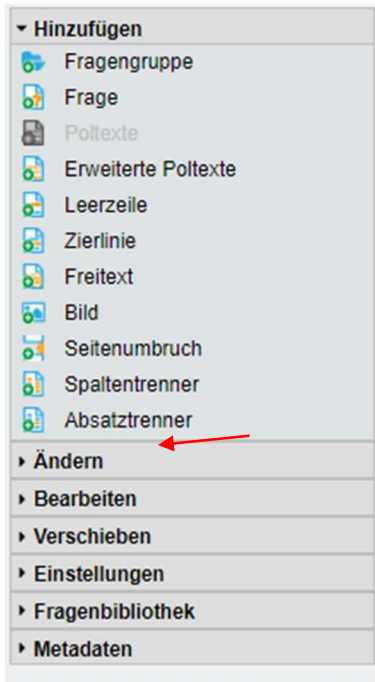 Hinzufügen
Fragengruppe
Frage
Poltexte
Erweiterte Poltexte
Leerzeile
Zierlinie
Freitext
Bild
Seitenumbruch
Spaltentrenner
Absatztrenner
Ändern
Bearbeiten
Verschieben
Einstellungen
Fragenbibliothek
Metadaten